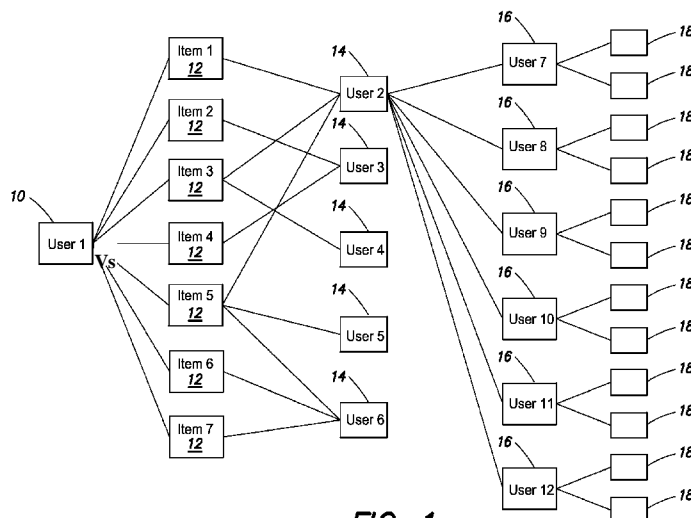 10
User 1
Vs
Item 1
12
Item 2
12
Item 3
12
Item 4
12
Item 5
12
Item 6
12
Item 7
12
14
User 2
14
User 3
14
User 4
14
User 5
14
User 6
16
User 7
16
User 8
16
User 9
16
User 10
16
User 11
16
User 12
18
18
18
18
18
18
18
18
18
18
18
18
FIG. 1